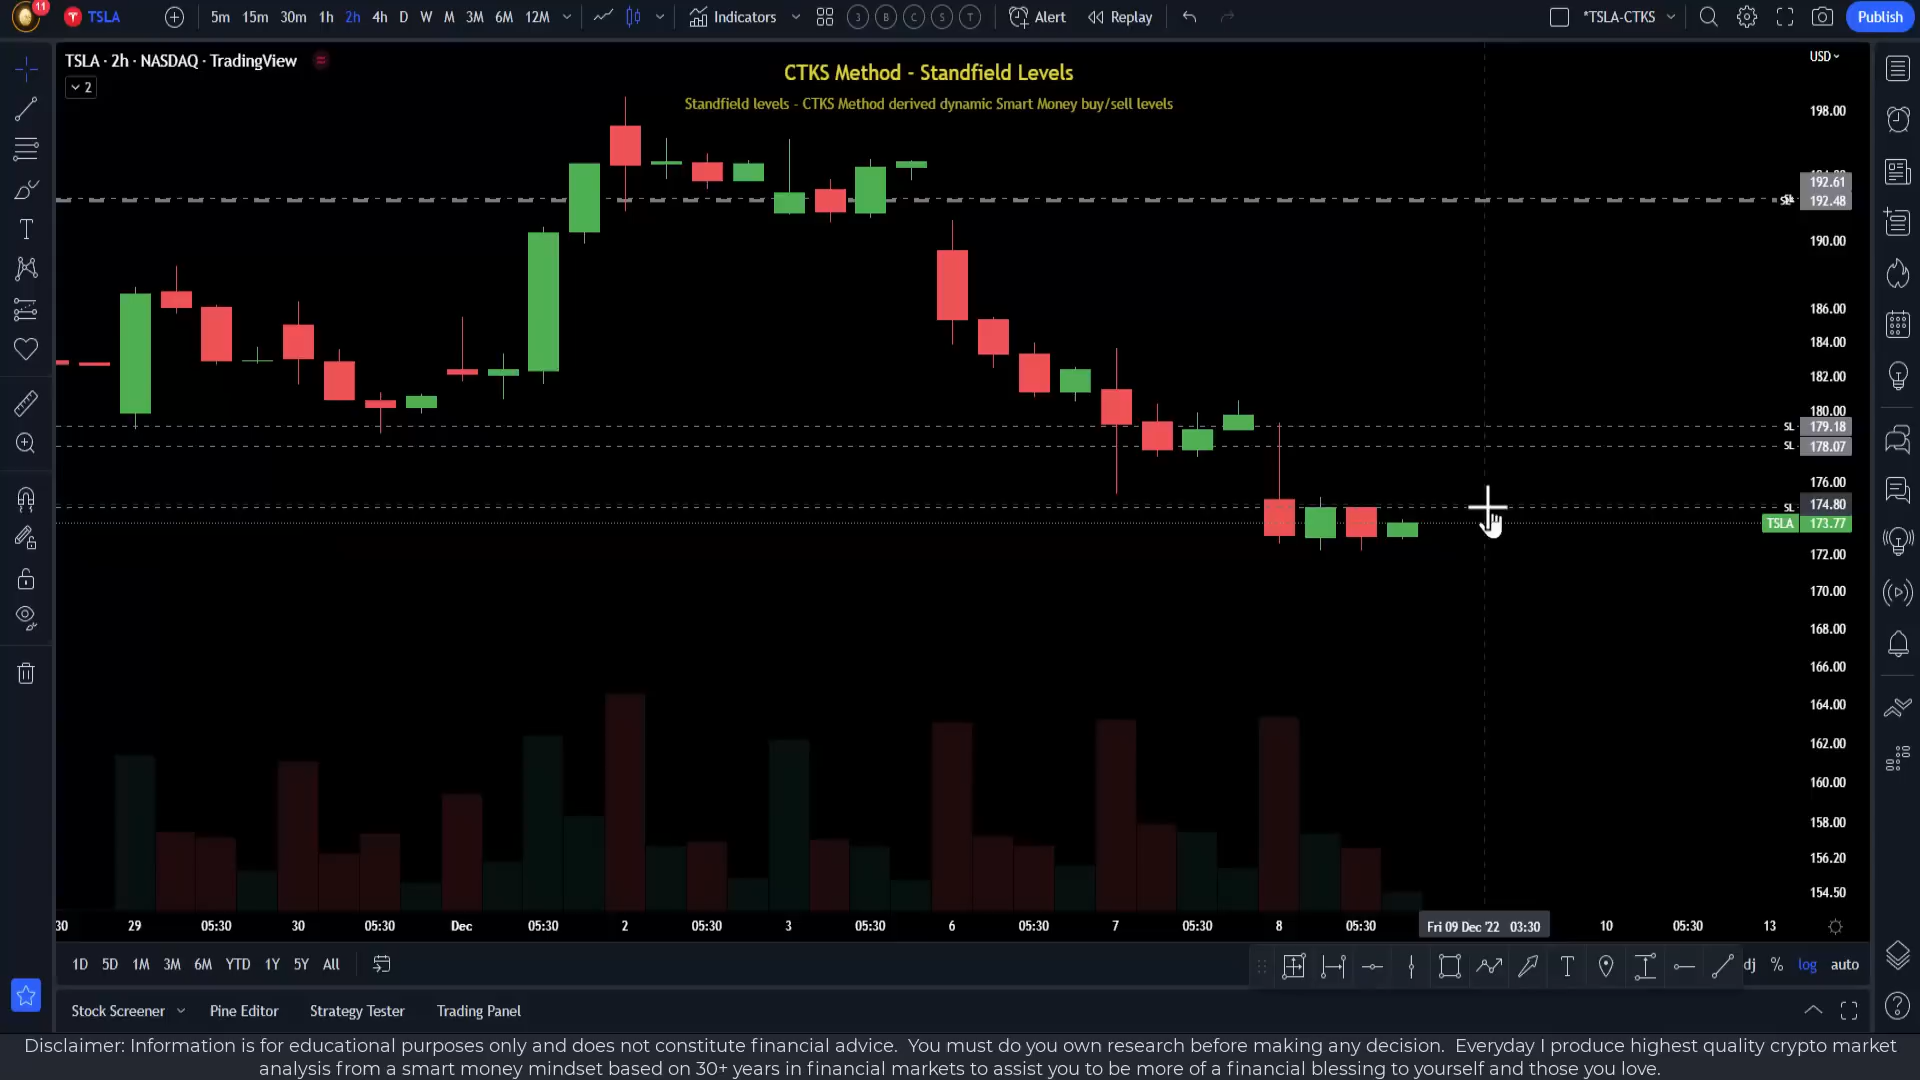 11
TSLA 5m 15m 30m 1h 2h 4h D W M 3M 6M 12M Indicators 3 B C S T Alert Replay *TSLA-CTKS Publish
TSLA · 2h · NASDAQ · TradingView
2
CTKS Method - Standfield Levels
Standfield levels - CTKS Method derived dynamic Smart Money buy/sell levels
USD
198.00
192.61
192.48
190.00
186.00
184.00
182.00
180.00
SL 179.18
SL 178.07
176.00
SL 174.80
TSLA 173.77
172.00
170.00
168.00
166.00
164.00
162.00
160.00
158.00
156.20
154.50
30 29 05:30 30 05:30 Dec 05:30 2 05:30 3 05:30 6 05:30 7 05:30 8 05:30 Fri 09 Dec '22 03:30 10 05:30 13
1D 5D 1M 3M 6M YTD 1Y 5Y All T dj % log auto
Stock Screener Pine Editor Strategy Tester Trading Panel
Disclaimer: Information is for educational purposes only and does not constitute financial advice. You must do you own research before making any decision. Everyday I produce highest quality crypto market
analysis from a smart money mindset based on 30+ years in financial markets to assist you to be more of a financial blessing to yourself and those you love.